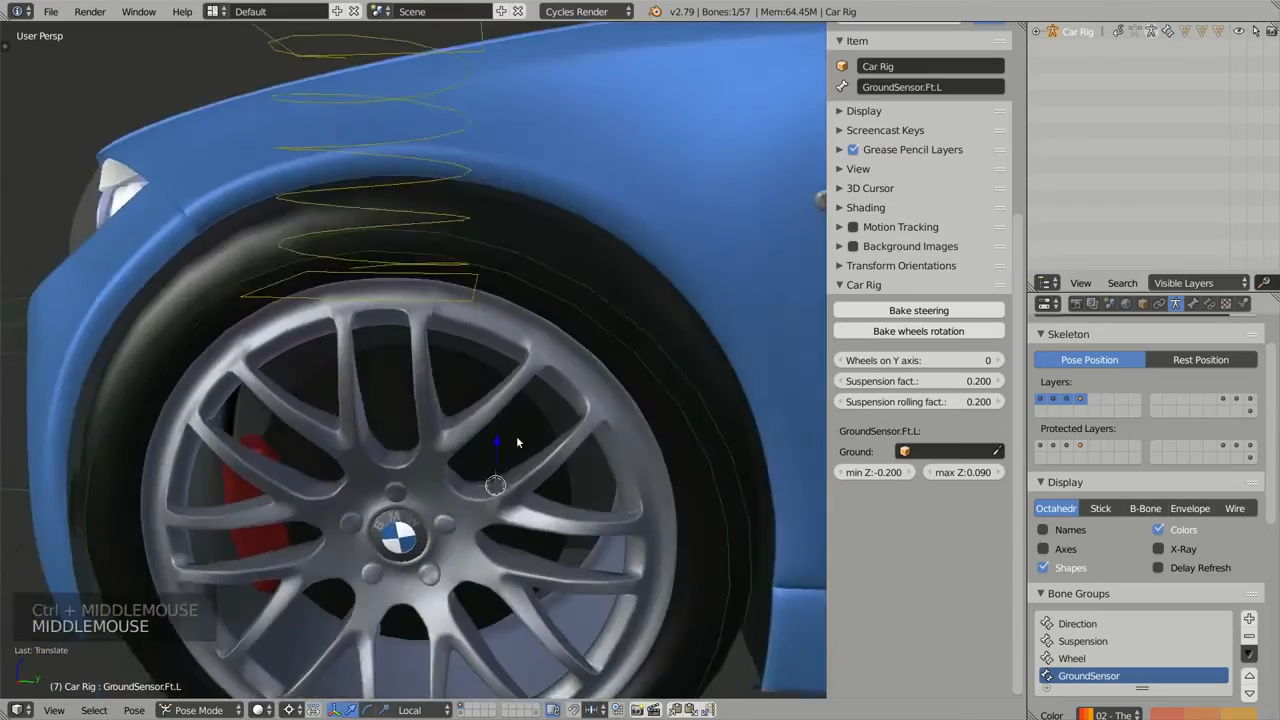 File Render Window Help Default Scene Cycles Render v2.79 | Bones:1/57 | Mem:64.45M | Car Rig
User Persp
Item
Car Rig
GroundSensor.Ft.L
Display
Screencast Keys
Grease Pencil Layers
View
3D Cursor
Shading
Motion Tracking
Background Images
Transform Orientations
Car Rig
Bake steering
Bake wheels rotation
Wheels on Y axis: 0
Suspension fact.: 0.200
Suspension rolling fact.: 0.200
GroundSensor.Ft.L:
Ground:
min Z:-0.200 max Z:0.090
Car Rig
View Search Visible Layers
Skeleton
Pose Position Rest Position
Layers:
Protected Layers:
Display
Octahedr Stick B-Bone Envelope Wire
Names Colors
Axes X-Ray
Shapes Delay Refresh
Bone Groups
Direction
Suspension
Wheel
GroundSensor
Color 02 - The
BMW
Ctrl + MIDDLEMOUSE
MIDDLEMOUSE
Last: Translate
y
(7) Car Rig : GroundSensor.Ft.L
View Select Pose Pose Mode Local